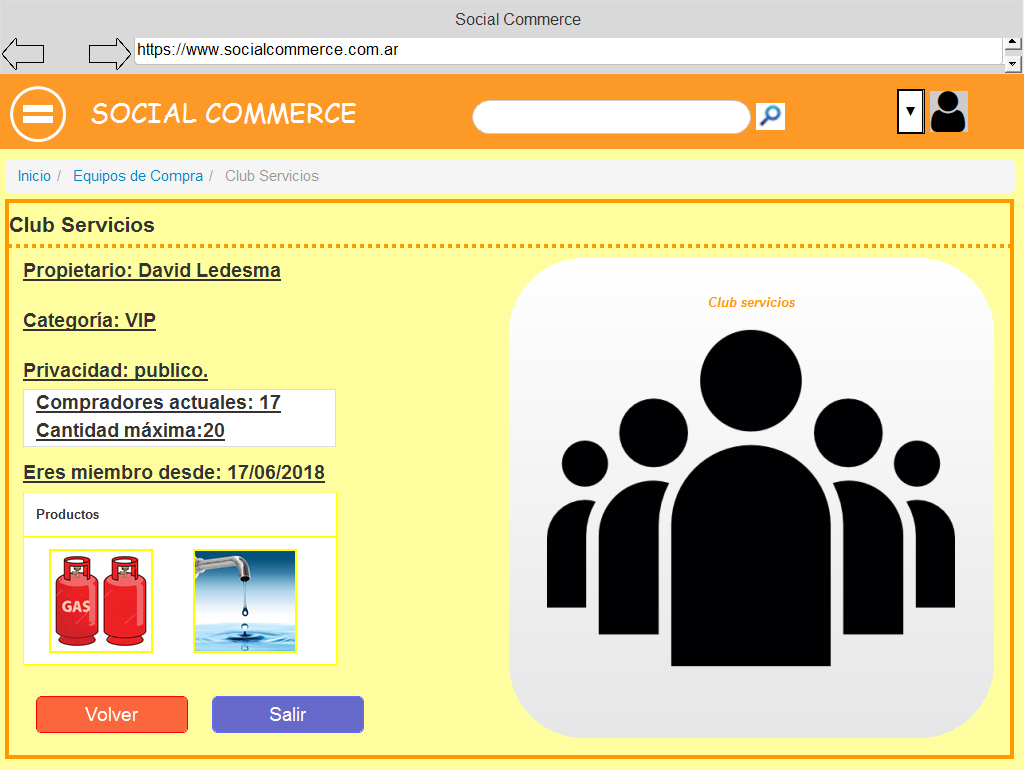 Social Commerce
https://www.socialcommerce.com.ar
SOCIAL COMMERCE
Inicio / Equipos de Compra / Club Servicios
Club Servicios
Propietario: David Ledesma
Categoría: VIP
Privacidad: publico.
Compradores actuales: 17
Cantidad máxima:20
Eres miembro desde: 17/06/2018
Productos
GAS
Volver
Salir
Club servicios